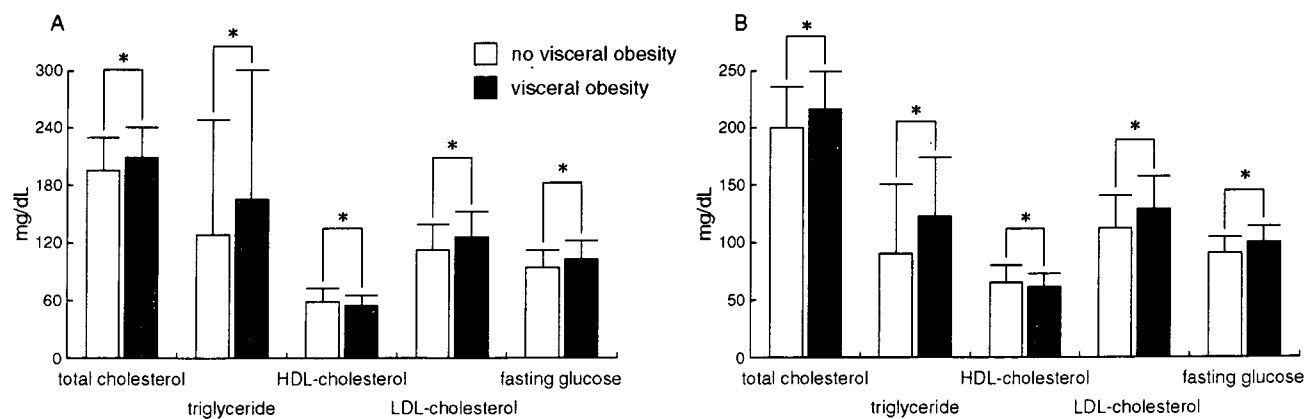 A
*
*
*
*
*
300
240
180
120
60
0
mg/dL
no visceral obesity
visceral obesity
total cholesterol
triglyceride
HDL-cholesterol
LDL-cholesterol
fasting glucose
B
*
*
*
*
*
250
200
150
100
50
0
mg/dL
total cholesterol
triglyceride
HDL-cholesterol
LDL-cholesterol
fasting glucose